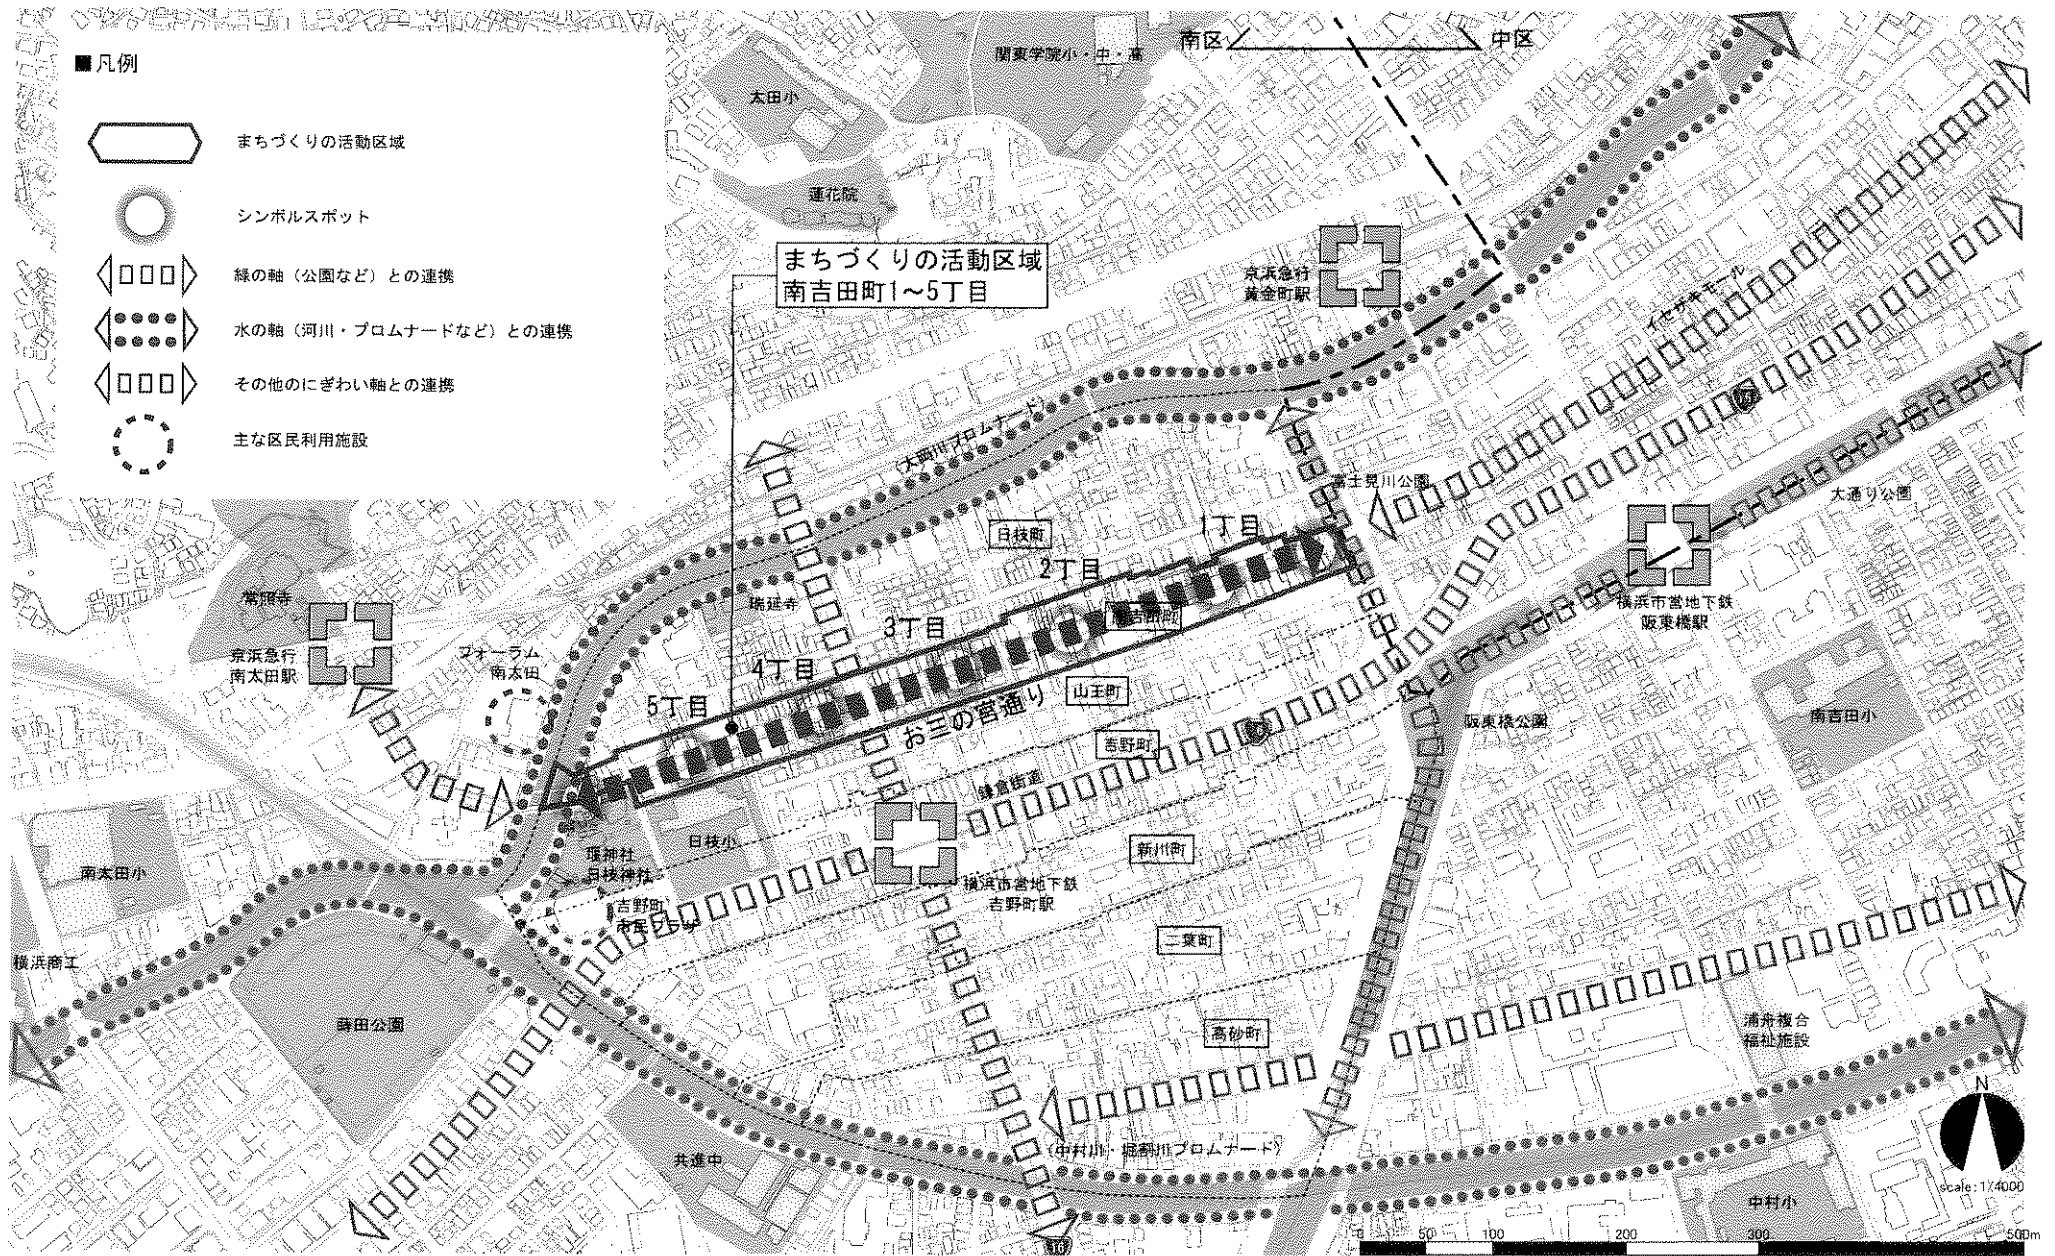 ■凡例
まちづくりの活動区域
シンボルスポット
緑の軸（公園など）との連携
水の軸（河川・プロムナードなど）との連携
その他のにぎわい軸との連携
主な区民利用施設
南区
中区
関東学院小・中・高
太田小
蓮花院
まちづくりの活動区域
南吉田町1～5丁目
京浜急行
黄金町駅
イセザキモール
(大岡川プロムナード)
富士見川公園
大通り公園
日枝町
1丁目
2丁目
3丁目
4丁目
5丁目
南吉田町
常照寺
瑞延寺
京浜急行
南太田駅
フォーラム
南太田
横浜市営地下鉄
阪東橋駅
山王町
お三の宮通り
吉野町
阪東橋公園
南吉田小
鎌倉街道
堰神社
日枝神社
日枝小
新川町
南太田小
横浜市営地下鉄
吉野町駅
吉野町
市民プラザ
二葉町
横浜商工
蒔田公園
高砂町
浦舟複合
福祉施設
共進中
(中村川・堀割川プロムナード)
中村小
16
N
scale:1/4000
0 50 100 200 300 500m